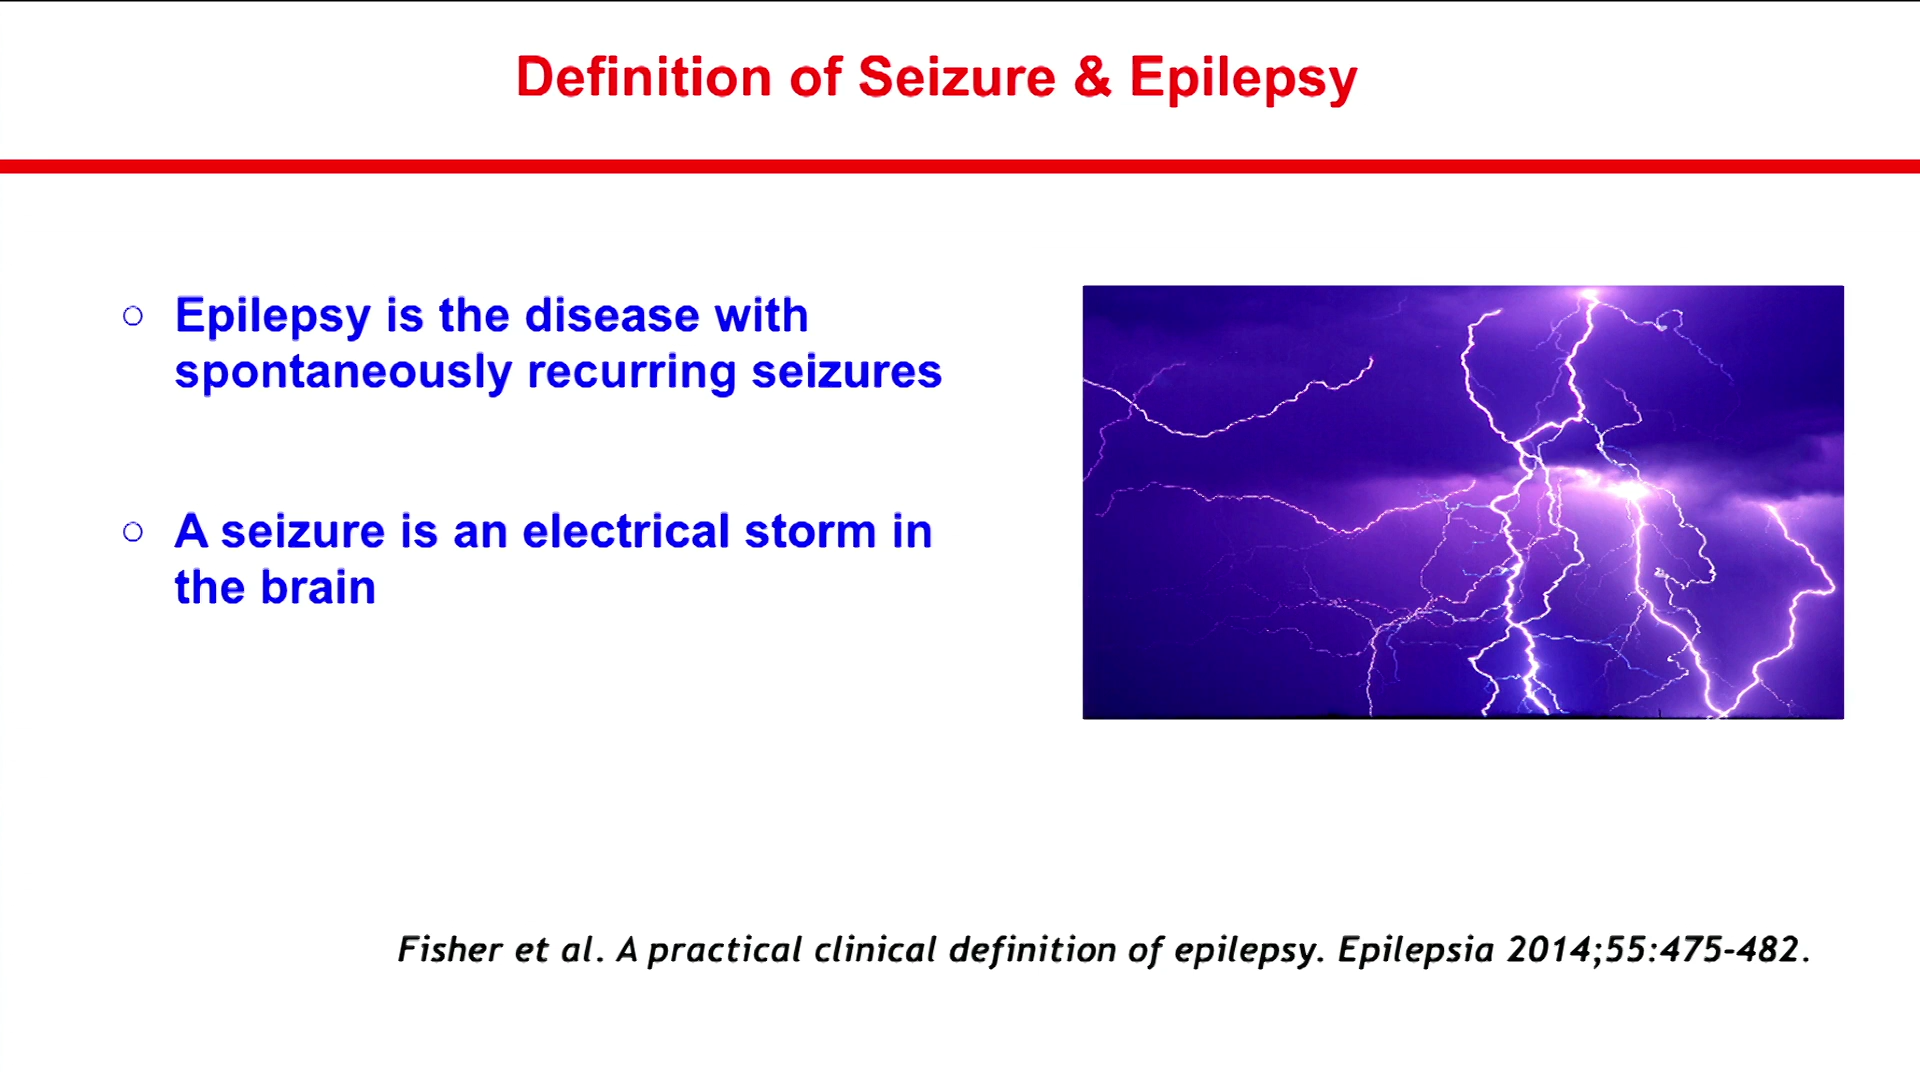 Definition of Seizure & Epilepsy
○ Epilepsy is the disease with
spontaneously recurring seizures
○ A seizure is an electrical storm in
the brain
Fisher et al. A practical clinical definition of epilepsy. Epilepsia 2014;55:475-482.